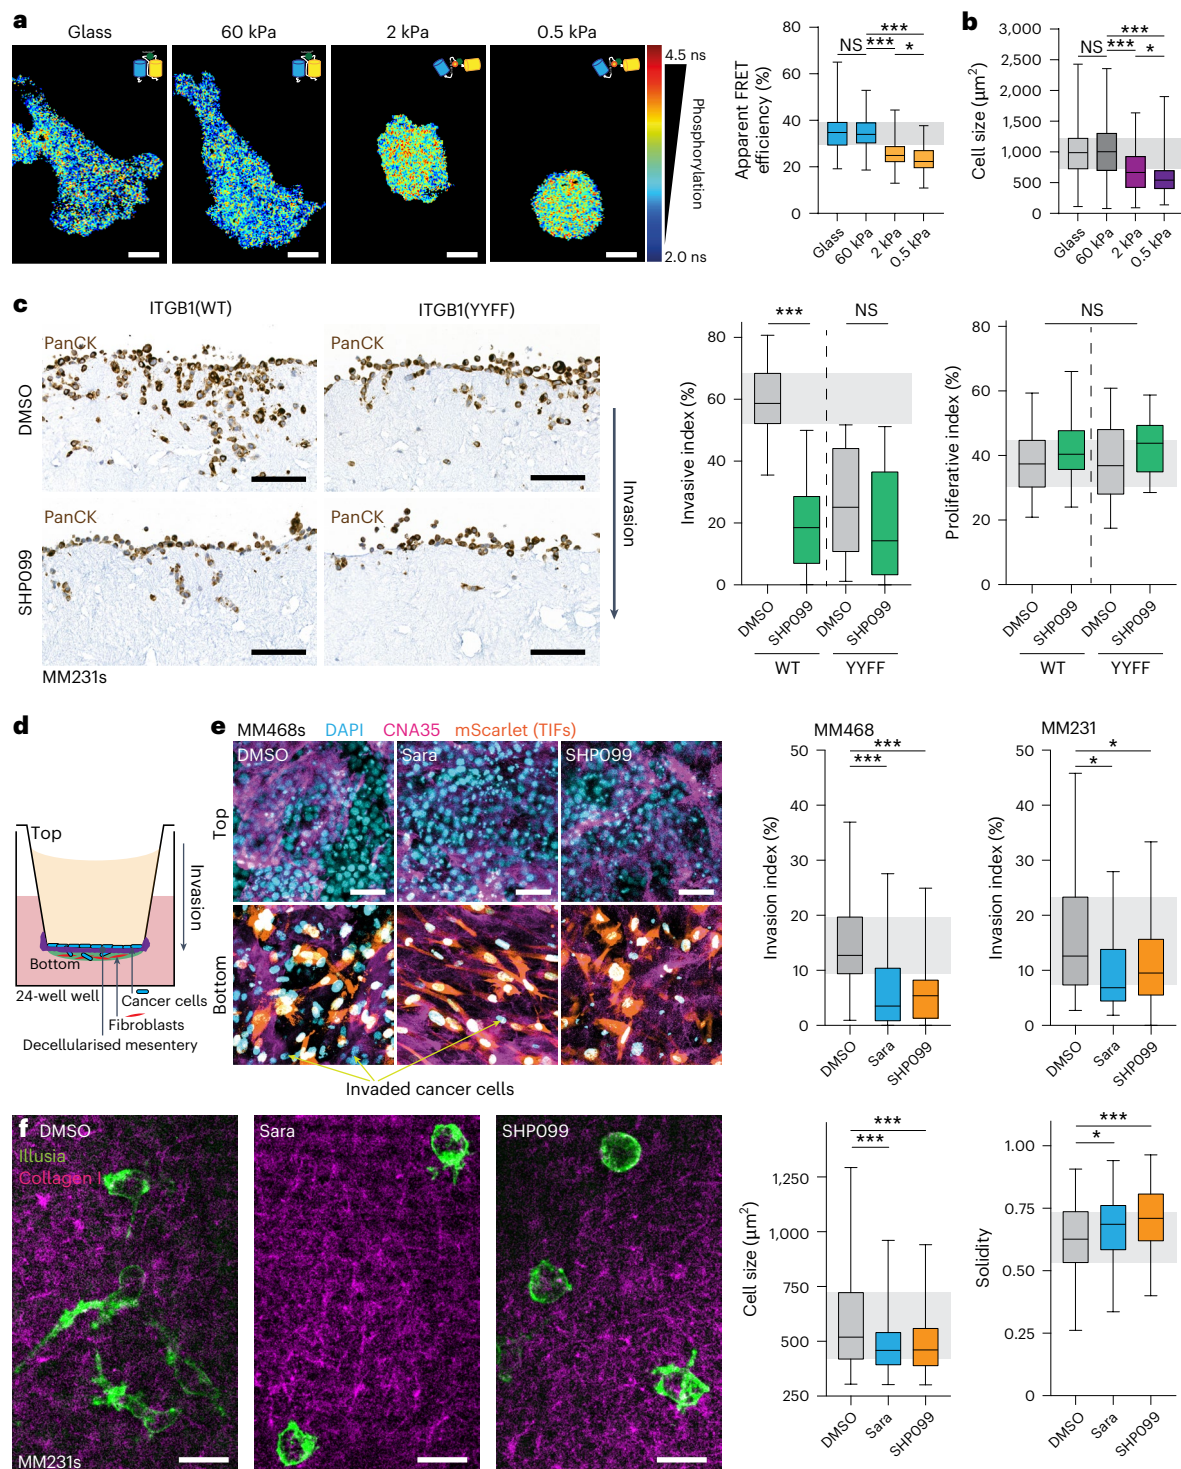 a
Glass
60 kPa
2 kPa
0.5 kPa
4.5 ns
Phosphorylation
2.0 ns
Apparent FRET
efficiency (%)
80
60
40
20
0
NS
***
***
*
Glass
60 kPa
2 kPa
0.5 kPa
b
Cell size (µm²)
3,000
2,500
2,000
1,500
1,000
500
0
NS
***
***
*
Glass
60 kPa
2 kPa
0.5 kPa
c
ITGB1(WT)
ITGB1(YYFF)
DMSO
PanCK
PanCK
SHP099
PanCK
PanCK
Invasion
MM231s
Invasive index (%)
80
60
40
20
0
***
NS
DMSO
SHP099
DMSO
SHP099
WT
YYFF
Proliferative index (%)
80
60
40
20
0
NS
DMSO
SHP099
DMSO
SHP099
WT
YYFF
d
Top
Invasion
Bottom
24-well well
Cancer cells
Fibroblasts
Decellularised mesentery
e
MM468s DAPI CNA35 mScarlet (TIFs)
DMSO
Sara
SHP099
Top
Bottom
Invaded cancer cells
MM468
Invasion index (%)
50
40
30
20
10
0
***
***
DMSO
Sara
SHP099
MM231
Invasion index (%)
50
40
30
20
10
0
*
*
DMSO
Sara
SHP099
f DMSO
Illusia
Collagen I
Sara
SHP099
MM231s
Cell size (µm²)
1,250
1,000
750
500
250
***
***
DMSO
Sara
SHP099
Solidity
1.00
0.75
0.50
0.25
0
***
*
DMSO
Sara
SHP099